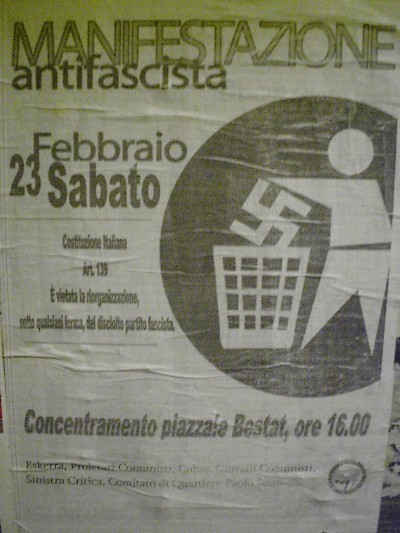 MANIFESTAZIONE
antifascista
Febbraio
23 Sabato
Costituzione Italiana
Art. 139
È vietata la riorganizzazione,
sotto qualsiasi forma, del disciolto partito fascista.
Concentramento piazzale Bestat, ore 16.00
Eskerra, Proletari Comunisti, Cobas, Giovani Comunisti,
Sinistra Critica, Comitato di Quartiere Paolo